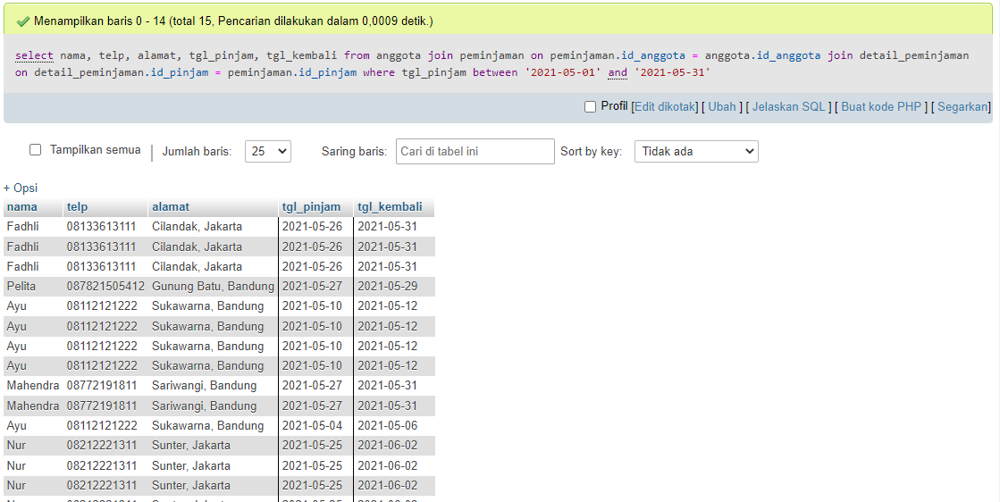 Menampilkan baris 0 - 14 (total 15, Pencarian dilakukan dalam 0,0009 detik.)
select nama, telp, alamat, tgl_pinjam, tgl_kembali from anggota join peminjaman on peminjaman.id_anggota = anggota.id_anggota join detail_peminjaman
on detail_peminjaman.id_pinjam = peminjaman.id_pinjam where tgl_pinjam between '2021-05-01' and '2021-05-31'
Profil [Edit dikotak] [ Ubah ] [ Jelaskan SQL ] [ Buat kode PHP ] [ Segarkan]
Tampilkan semua | Jumlah baris: 25 Saring baris: Cari di tabel ini Sort by key: Tidak ada
+ Opsi
nama telp alamat tgl_pinjam tgl_kembali
Fadhli 08133613111 Cilandak, Jakarta 2021-05-26 2021-05-31
Fadhli 08133613111 Cilandak, Jakarta 2021-05-26 2021-05-31
Fadhli 08133613111 Cilandak, Jakarta 2021-05-26 2021-05-31
Pelita 087821505412 Gunung Batu, Bandung 2021-05-27 2021-05-29
Ayu 08112121222 Sukawarna, Bandung 2021-05-10 2021-05-12
Ayu 08112121222 Sukawarna, Bandung 2021-05-10 2021-05-12
Ayu 08112121222 Sukawarna, Bandung 2021-05-10 2021-05-12
Ayu 08112121222 Sukawarna, Bandung 2021-05-10 2021-05-12
Mahendra 08772191811 Sariwangi, Bandung 2021-05-27 2021-05-31
Mahendra 08772191811 Sariwangi, Bandung 2021-05-27 2021-05-31
Ayu 08112121222 Sukawarna, Bandung 2021-05-04 2021-05-06
Nur 08212221311 Sunter, Jakarta 2021-05-25 2021-06-02
Nur 08212221311 Sunter, Jakarta 2021-05-25 2021-06-02
Nur 08212221311 Sunter, Jakarta 2021-05-25 2021-06-02